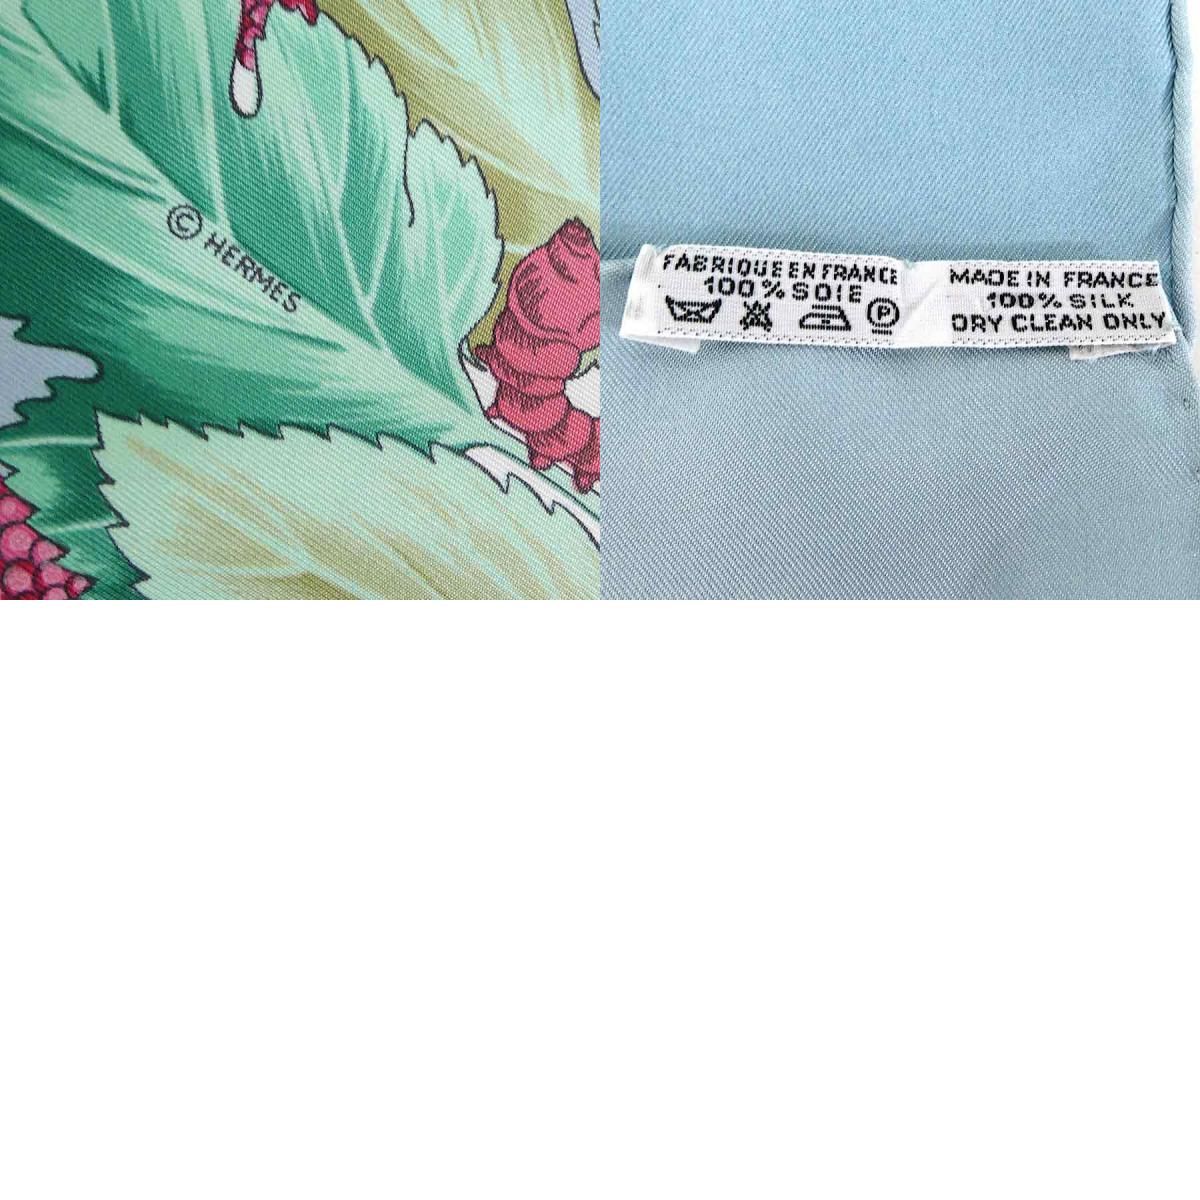 © HERMES
FABRIQUE EN FRANCE
100% SOIE
P
MADE IN FRANCE
100% SILK
DRY CLEAN ONLY